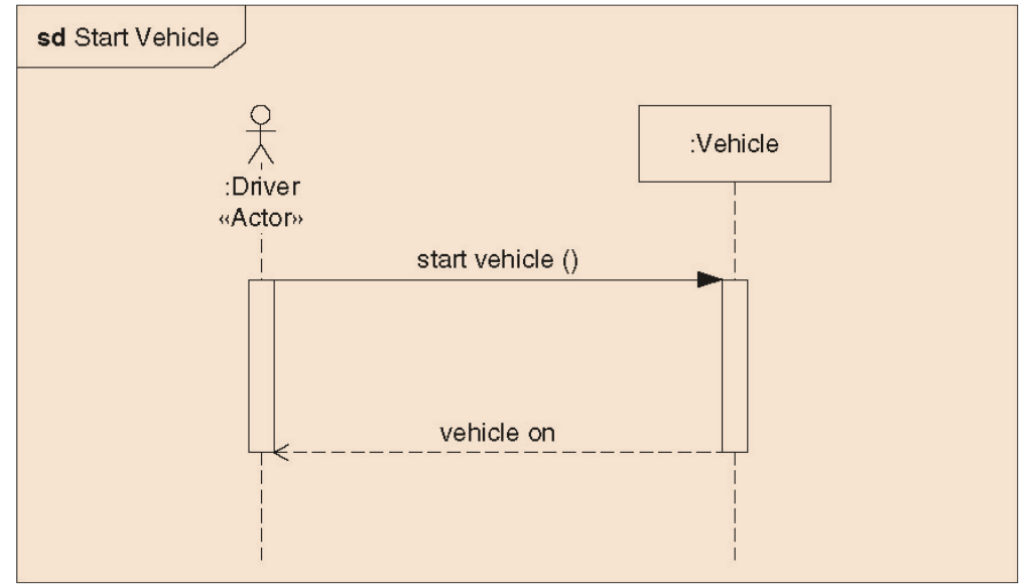 sd Start Vehicle
:Driver
«Actor»
:Vehicle
start vehicle ()
vehicle on